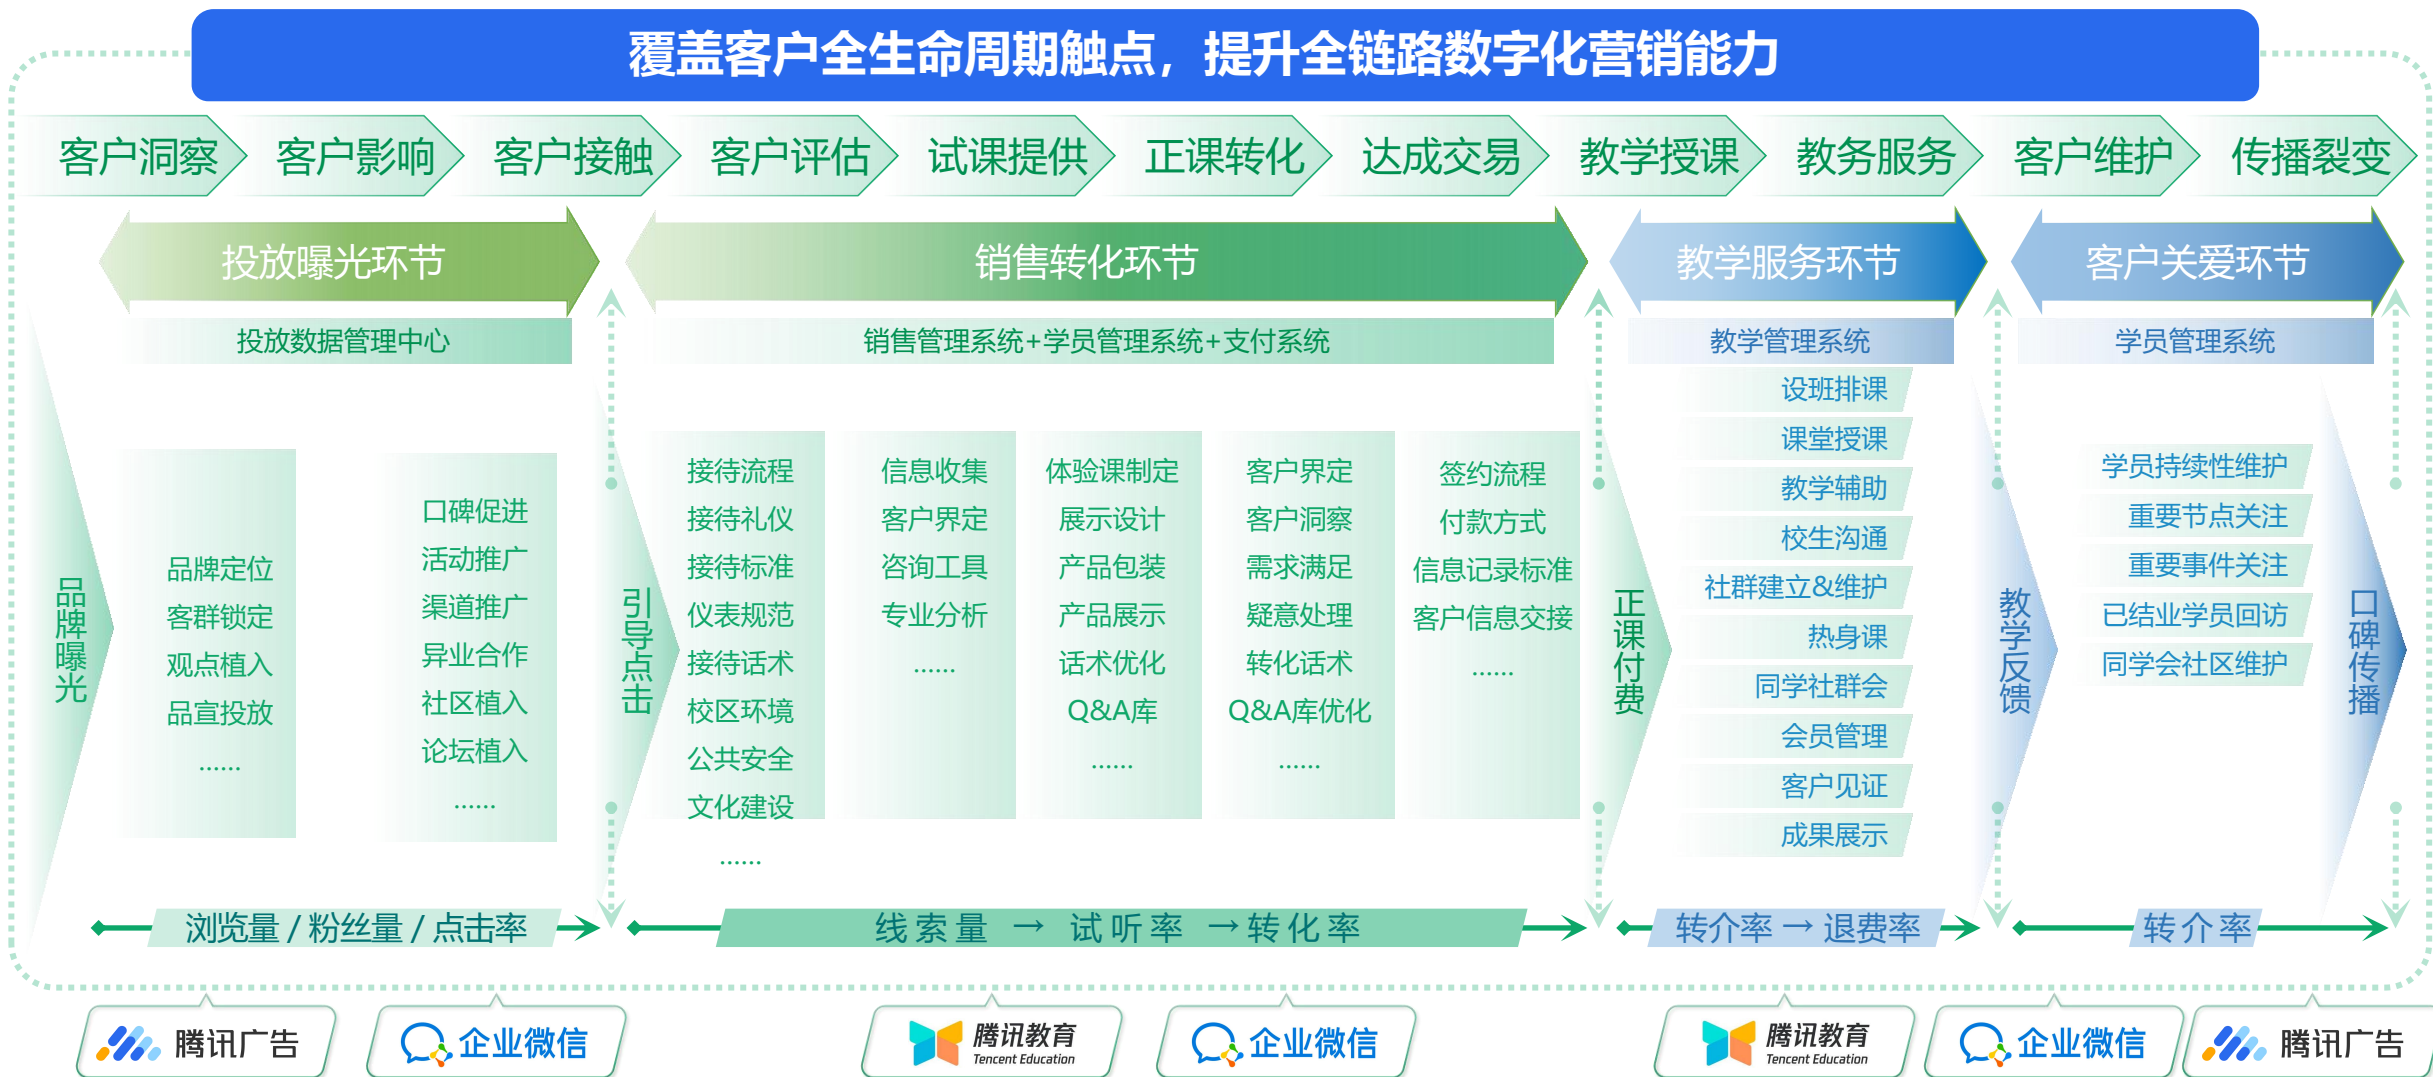 覆盖客户全生命周期触点，提升全链路数字化营销能力
客户洞察
客户影响
客户接触
客户评估
试课提供
正课转化
达成交易
教学授课
教务服务
客户维护
传播裂变
投放曝光环节
销售转化环节
教学服务环节
客户关爱环节
投放数据管理中心
销售管理系统+学员管理系统+支付系统
教学管理系统
学员管理系统
品牌曝光
品牌定位
客群锁定
观点植入
品宣投放
……
口碑促进
活动推广
渠道推广
异业合作
社区植入
论坛植入
……
引导点击
接待流程
接待礼仪
接待标准
仪表规范
接待话术
校区环境
公共安全
文化建设
……
信息收集
客户界定
咨询工具
专业分析
……
体验课制定
展示设计
产品包装
产品展示
话术优化
Q&A库
……
客户界定
客户洞察
需求满足
疑意处理
转化话术
Q&A库优化
……
签约流程
付款方式
信息记录标准
客户信息交接
……
正课付费
设班排课
课堂授课
教学辅助
校生沟通
社群建立&维护
热身课
同学社群会
会员管理
客户见证
成果展示
教学反馈
学员持续性维护
重要节点关注
重要事件关注
已结业学员回访
同学会社区维护
口碑传播
浏览量 / 粉丝量 / 点击率
线索量 → 试听率 →转化率
转介率 → 退费率
转介率
腾讯广告
企业微信
腾讯教育
Tencent Education
企业微信
腾讯教育
Tencent Education
企业微信
腾讯广告